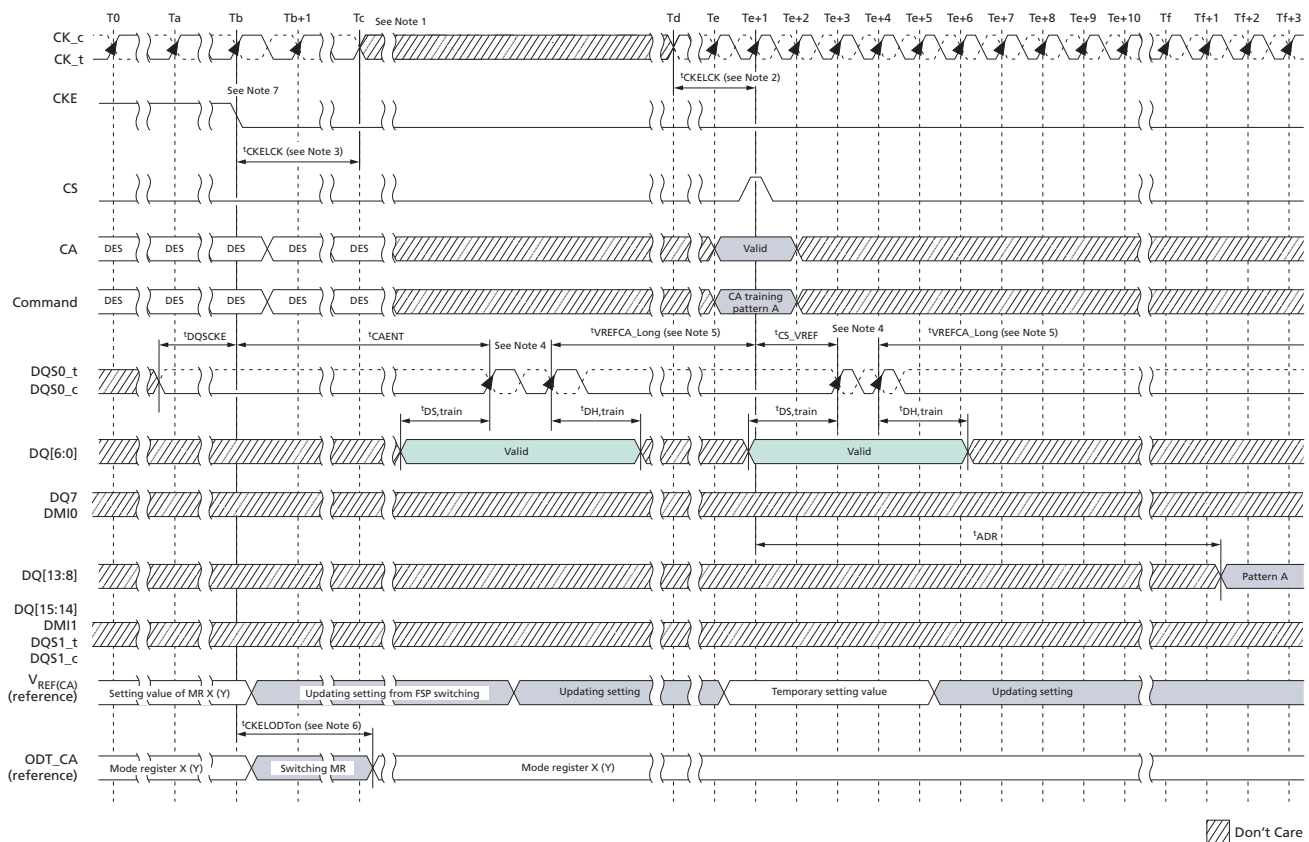 T0 Ta Tb Tb+1 Tc See Note 1 Td Te Te+1 Te+2 Te+3 Te+4 Te+5 Te+6 Te+7 Te+8 Te+9 Te+10 Tf Tf+1 Tf+2 Tf+3
CK_c
CK_t
tCKELCK (see Note 2)
See Note 7
CKE
tCKELCK (see Note 3)
CS
CA DES DES DES DES DES Valid
Command DES DES DES DES DES CA training
pattern A
tDQSCKE tCAENT See Note 4 tVREFCA_Long (see Note 5) tCS_VREF See Note 4 tVREFCA_Long (see Note 5)
DQS0_t
DQS0_c
tDS,train tDH,train tDS,train tDH,train
DQ[6:0] Valid Valid
DQ7
DMI0
tADR
DQ[13:8] Pattern A
DQ[15:14]
DMI1
DQS1_t
DQS1_c
VREF(CA)
(reference) Setting value of MR X (Y) Updating setting from FSP switching Updating setting Temporary setting value Updating setting
tCKELODTon (see Note 6)
ODT_CA
(reference) Mode register X (Y) Switching MR Mode register X (Y)
Don't Care